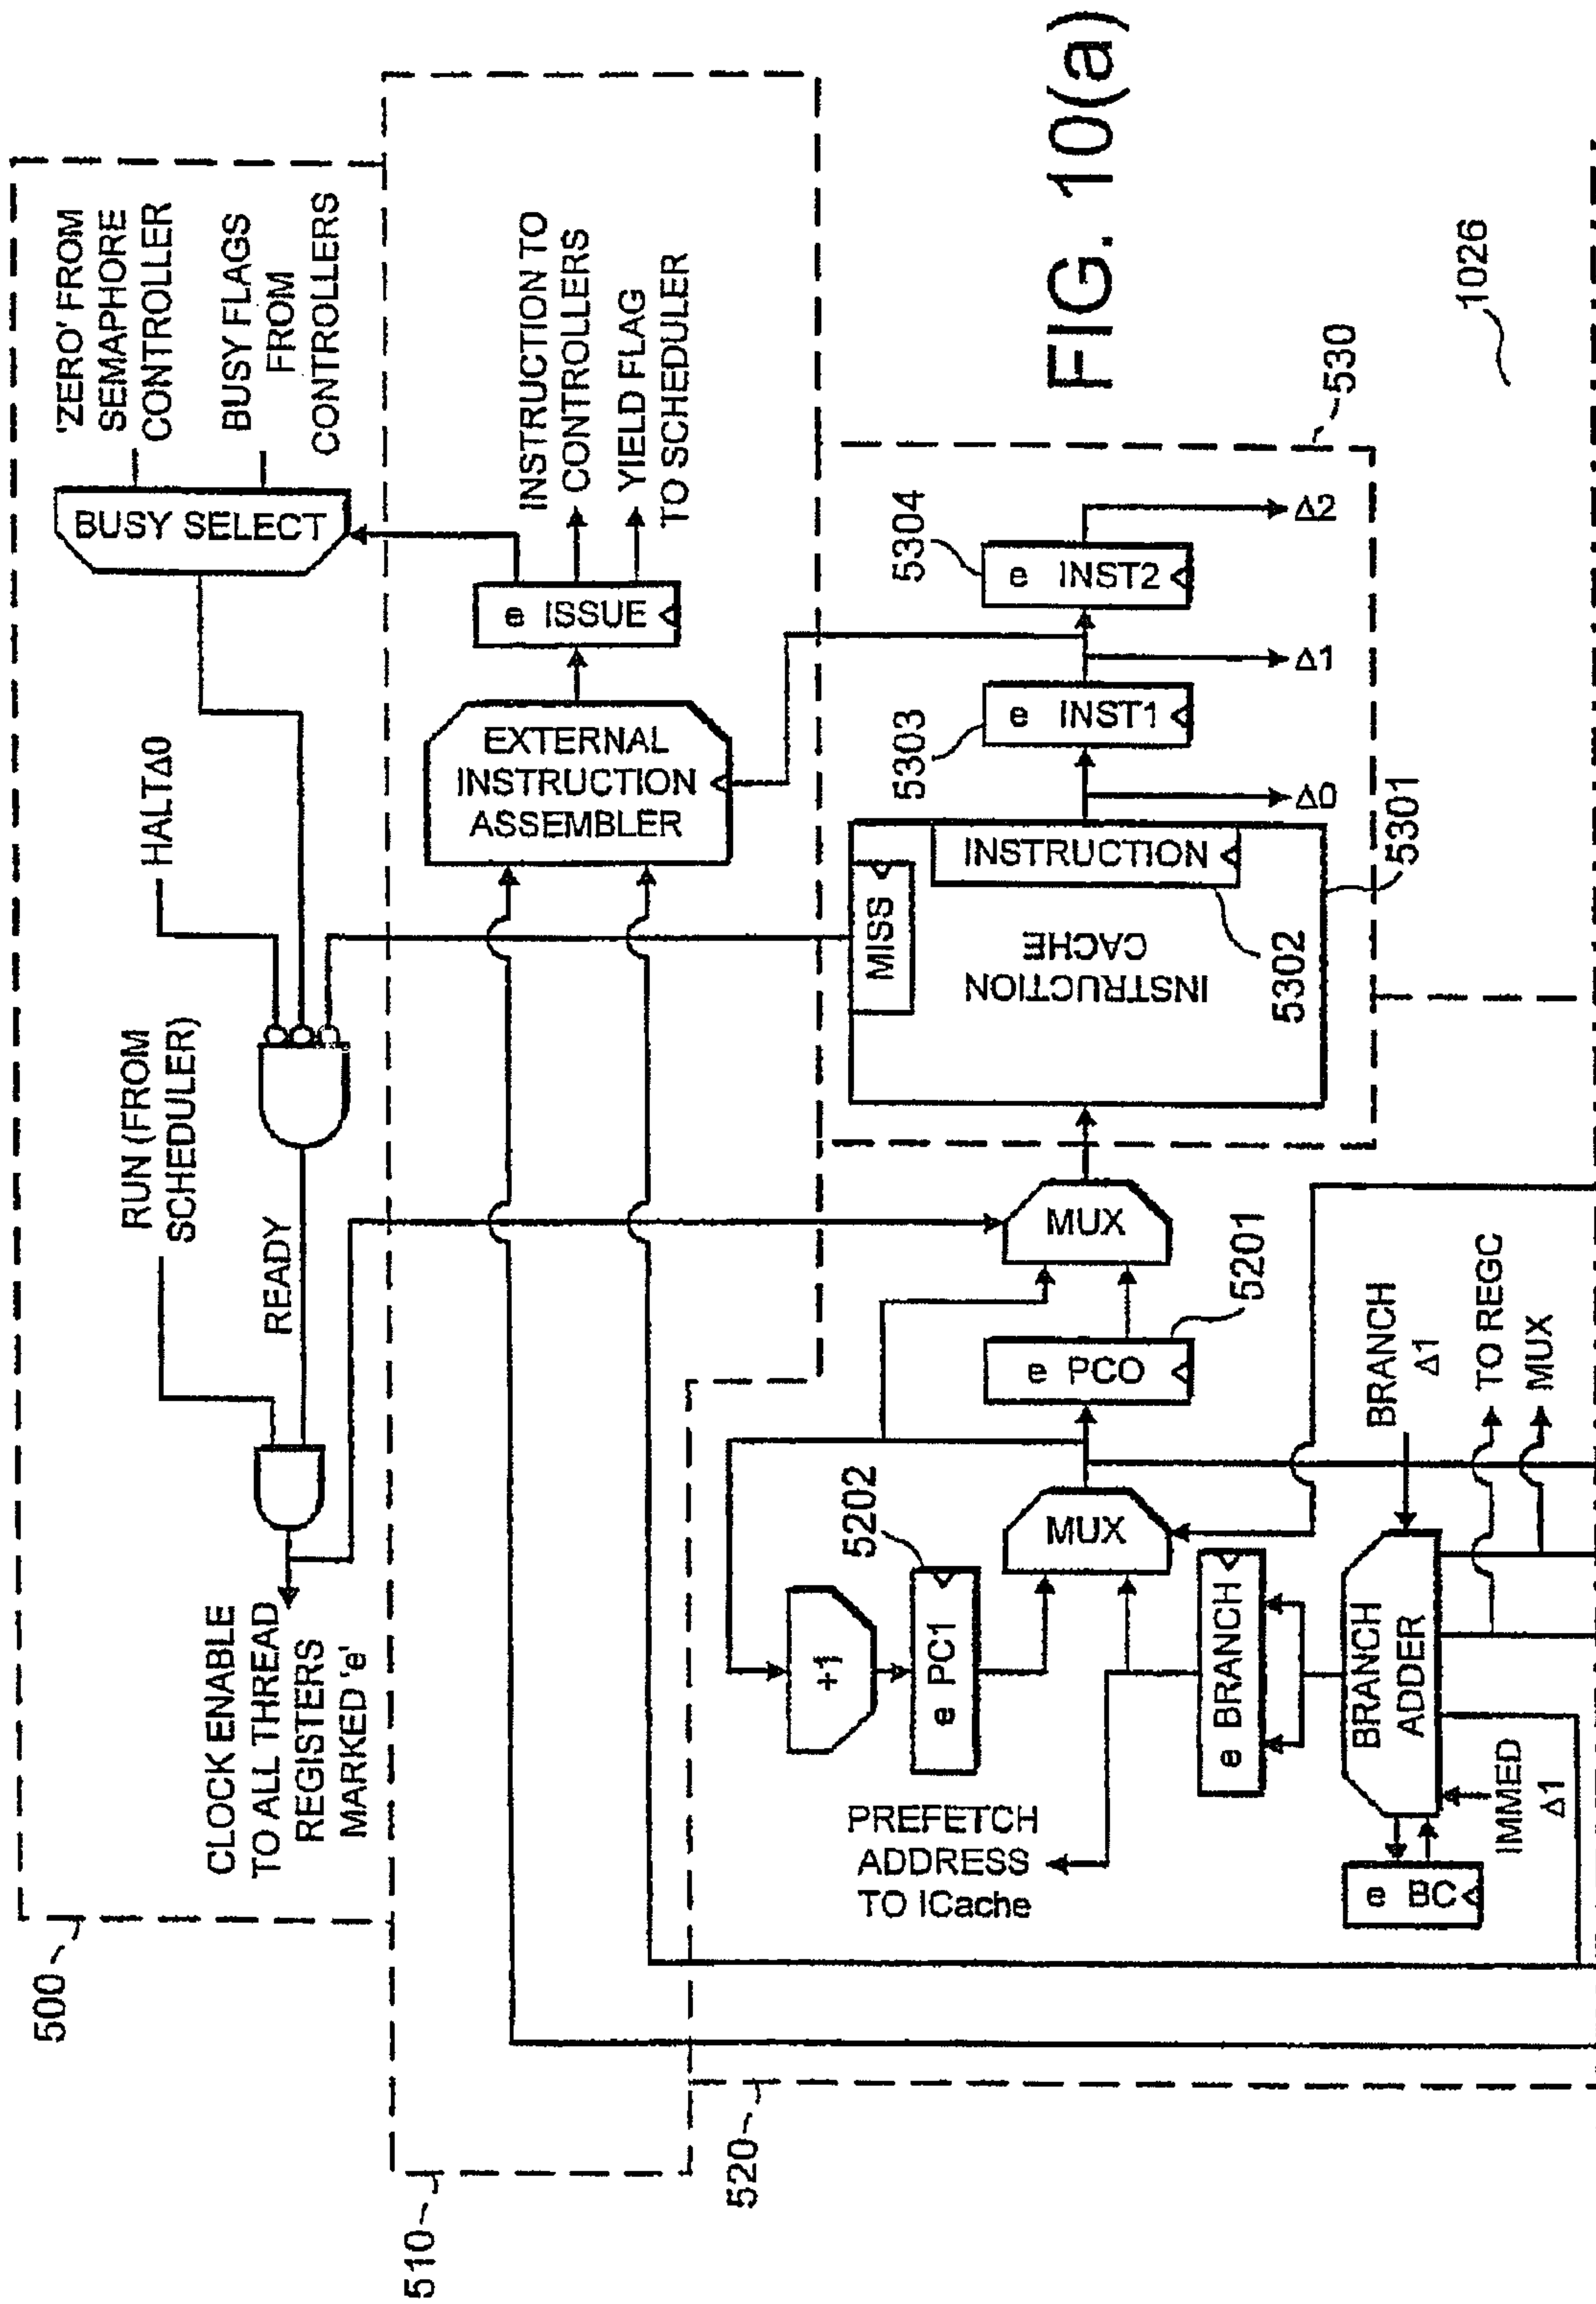 500
CLOCK ENABLE
TO ALL THREAD
REGISTERS
MARKED 'e'
RUN (FROM
SCHEDULER)
READY
HALTΔ0
BUSY SELECT
'ZERO' FROM
SEMAPHORE
CONTROLLER
BUSY FLAGS
FROM
CONTROLLERS
510
EXTERNAL
INSTRUCTION
ASSEMBLER
e ISSUE
INSTRUCTION TO
CONTROLLERS
YIELD FLAG
TO SCHEDULER
520
PREFETCH
ADDRESS
TO ICache
+1
e PC1
5202
MUX
e PCO
5201
MUX
e BRANCH
BRANCH
ADDER
e BC
IMMED
Δ1
BRANCH
Δ1
TO REGC
MUX
MISS
INSTRUCTION
CACHE
INSTRUCTION
5302
5301
Δ0
5303
e INST1
Δ1
5304
e INST2
Δ2
530
1026
FIG. 10(a)